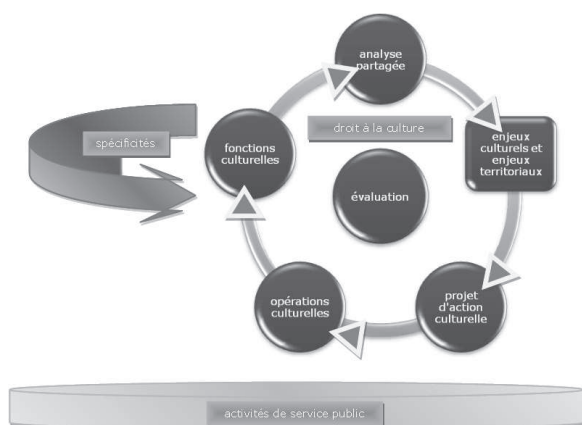 analyse
partagée
spécificités
droit à la culture
fonctions
culturelles
enjeux
culturels et
enjeux
territoriaux
évaluation
opérations
culturelles
projet
d'action
culturelle
activités de service public